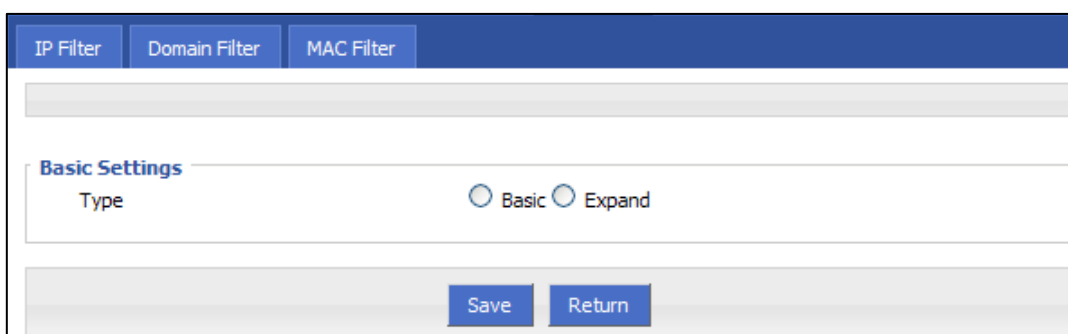 IP Filter Domain Filter MAC Filter
Basic Settings
Type Basic Expand
Save Return